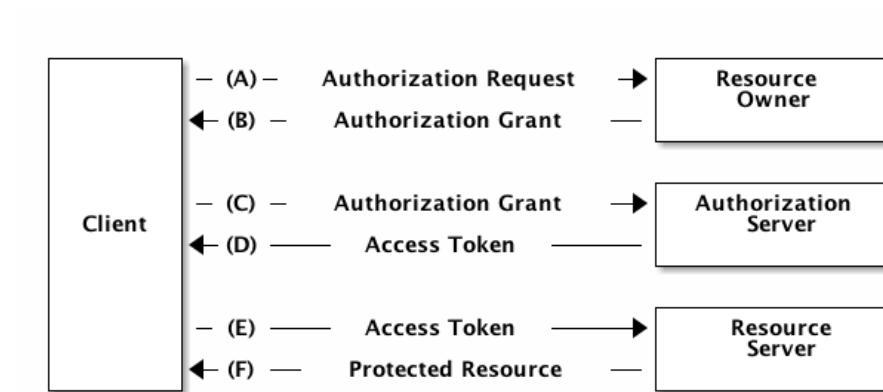 (A) Authorization Request
Resource
Owner
(B) Authorization Grant
(C) Authorization Grant
Authorization
Server
Client
(D) Access Token
(E) Access Token
Resource
Server
(F) Protected Resource